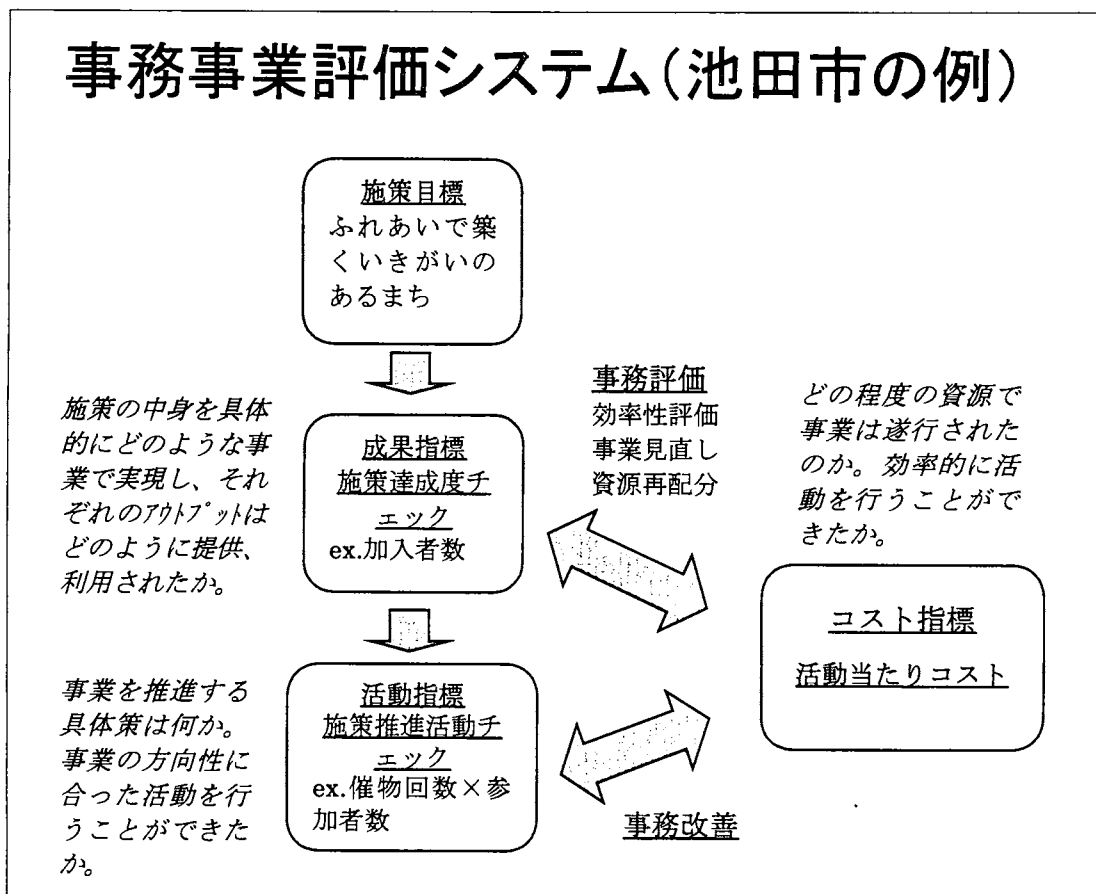 事務事業評価システム(池田市の例)
施策目標
ふれあいで築
くいきがいの
あるまち
施策の中身を具体
的にどのような事
業で実現し、それ
ぞれのｱｳﾄﾌﾟｯﾄは
どのように提供、
利用されたか。
成果指標
施策達成度チ
ェック
ex.加入者数
事務評価
効率性評価
事業見直し
資源再配分
どの程度の資源で
事業は遂行された
のか。効率的に活
動を行うことがで
きたか。
コスト指標
活動当たりコスト
事業を推進する
具体策は何か。
事業の方向性に
合った活動を行
うことができた
か。
活動指標
施策推進活動チ
ェック
ex.催物回数×参
加者数
事務改善